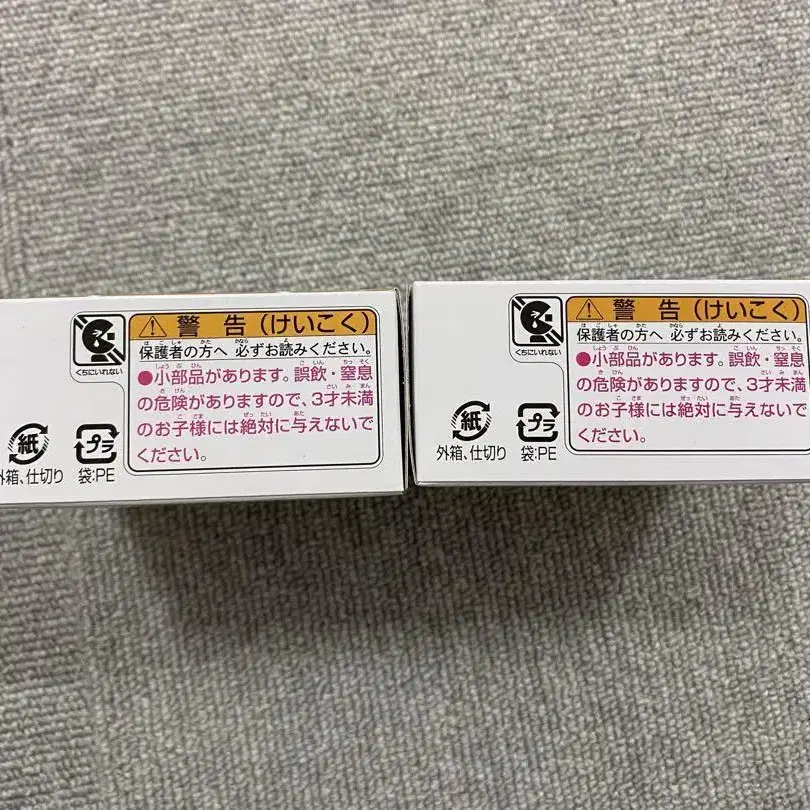 警告(けいこく)
保護者の方へ 必ずお読みください。
●小部品があります。誤飲・窒息
の危険がありますので、3才未満
のお子様には絶対に与えないで
ください。
くちにいれない
紙
外箱、仕切り
プラ
袋:PE
警告(けいこく)
保護者の方へ 必ずお読みください。
●小部品があります。誤飲・窒息
の危険がありますので、3才未満
のお子様には絶対に与えないで
ください。
くちにいれない
紙
外箱、仕切り
プラ
袋:PE